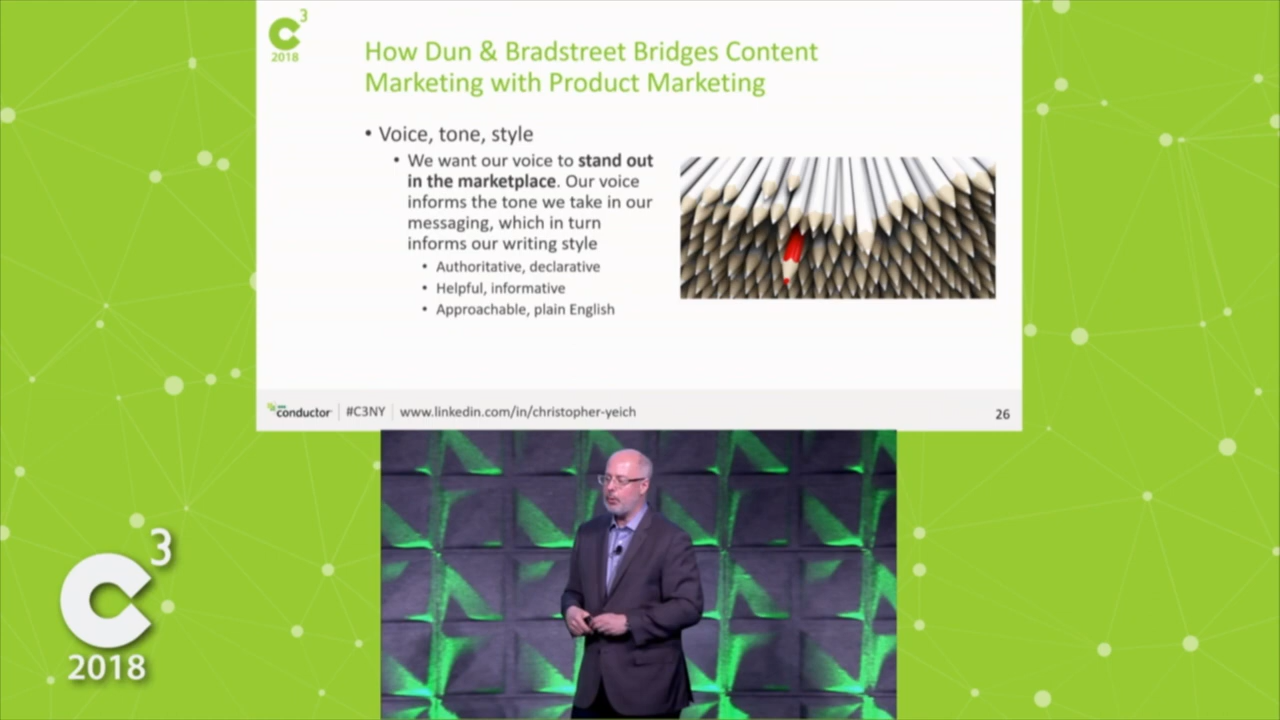 C3
2018
How Dun & Bradstreet Bridges Content
Marketing with Product Marketing
• Voice, tone, style
• We want our voice to stand out
in the marketplace. Our voice
informs the tone we take in our
messaging, which in turn
informs our writing style
• Authoritative, declarative
• Helpful, informative
• Approachable, plain English
conductor
#C3NY
www.linkedin.com/in/christopher-yeich
26
C3
2018